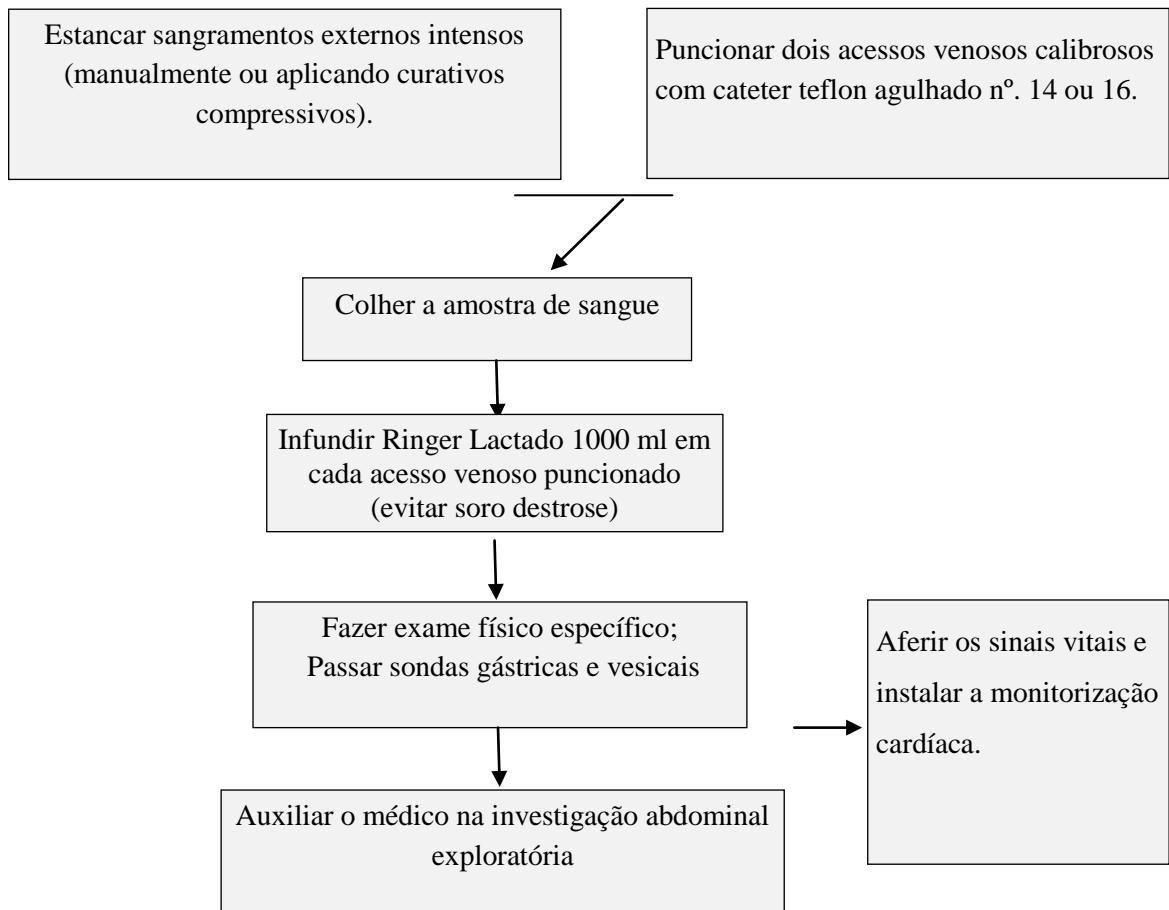 Estancar sangramentos externos intensos
(manualmente ou aplicando curativos
compressivos).
Puncionar dois acessos venosos calibrosos
com cateter teflon agulhado nº. 14 ou 16.
Colher a amostra de sangue
Infundir Ringer Lactado 1000 ml em
cada acesso venoso puncionado
(evitar soro destrose)
Fazer exame físico específico;
Passar sondas gástricas e vesicais
Aferir os sinais vitais e
instalar a monitorização
cardíaca.
Auxiliar o médico na investigação abdominal
exploratória